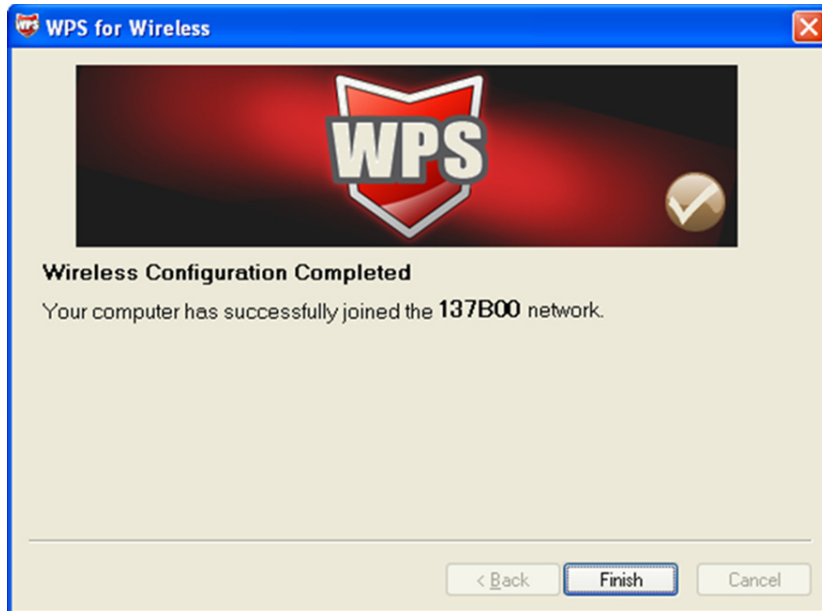 WPS for Wireless
WPS
Wireless Configuration Completed
Your computer has successfully joined the 137B00 network.
< Back
Finish
Cancel